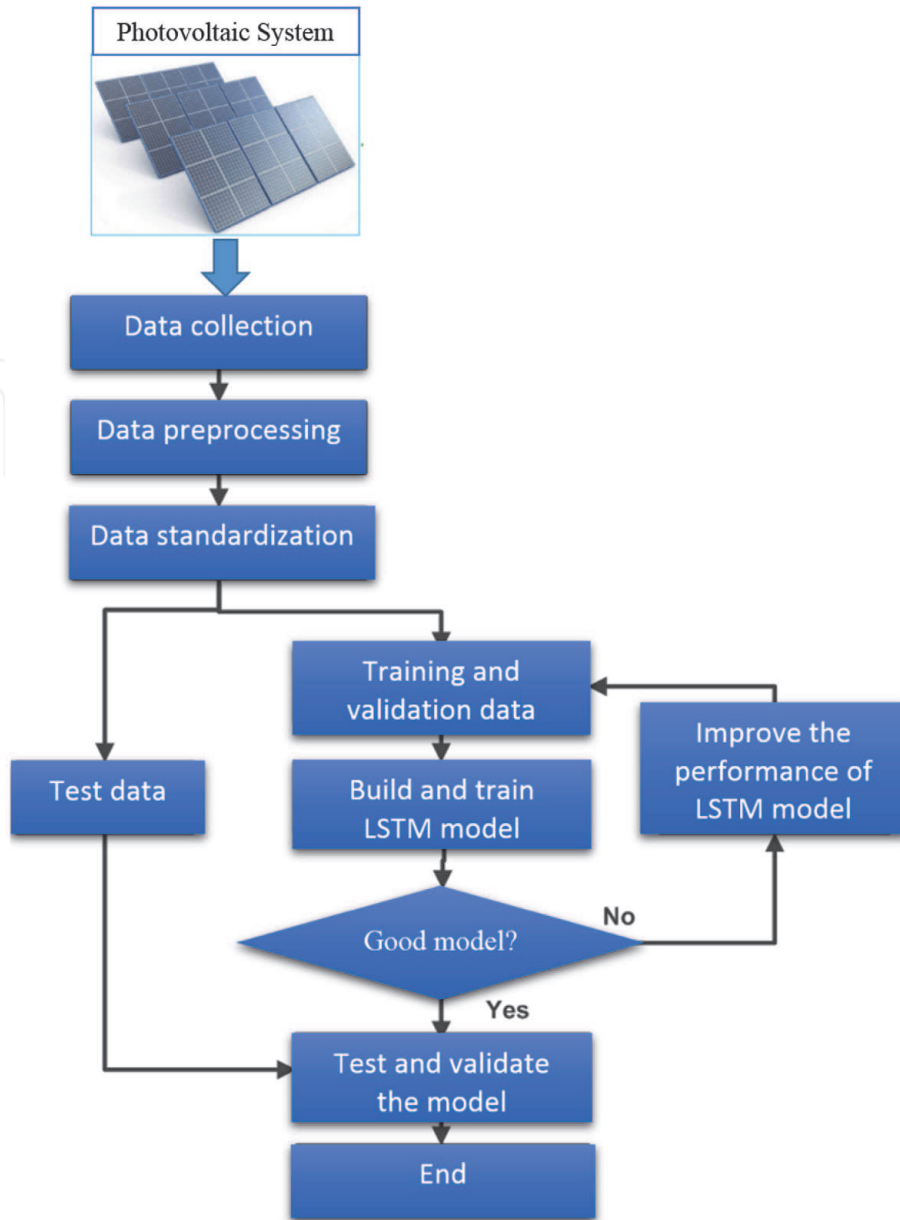 Photovoltaic System
Data collection
Data preprocessing
Data standardization
Training and
validation data
Improve the
performance of
LSTM model
Test data
Build and train
LSTM model
No
Good model?
Yes
Test and validate
the model
End